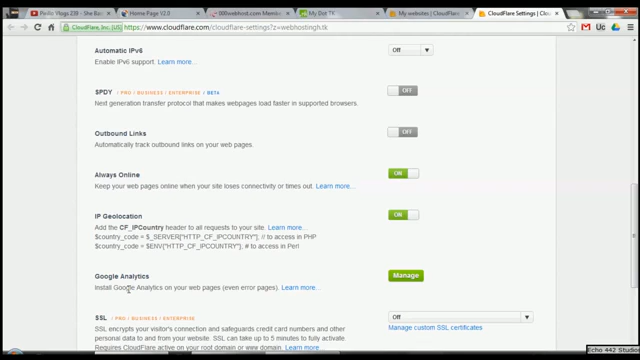 Pacific Vlogs 238 - Site Ba
Home Page V2.0
000webhost.com Memb
My Dot TK
My websites | CloudFlare
CloudFlare Settings | Clou
CloudFlare, Inc. [US]
https://www.cloudflare.com/cloudflare-settings?z=webhostingh.tk
Automatic IPv6
Off
Enable IPv6 support. Learn more...
SPDY / PRO / BUSINESS / ENTERPRISE / BETA
OFF
Next generation transfer protocol that makes webpages load faster in supported browsers.
Outbound Links
OFF
Automatically track outbound links on your web pages.
Always Online
ON
Keep your web pages online when your site loses connectivity or times out. Learn more...
IP Geolocation
ON
Add the CF_IPCountry header to all requests to your site. Learn more...
$country_code = $_SERVER["HTTP_CF_IPCOUNTRY"]; // to access in PHP
$country_code = $ENV{"HTTP_CF_IPCOUNTRY"}; # to access in Perl
Google Analytics
Manage
Install Google Analytics on your web pages (even error pages). Learn more...
SSL / PRO / BUSINESS / ENTERPRISE
Off
SSL encrypts your visitor's connection and safeguards credit card numbers and other
Manage custom SSL certificates
personal data to and from your website. SSL can take up to 5 minutes to fully activate.
Requires CloudFlare active on your root domain or www domain. Learn more...
Echo 442 Studios